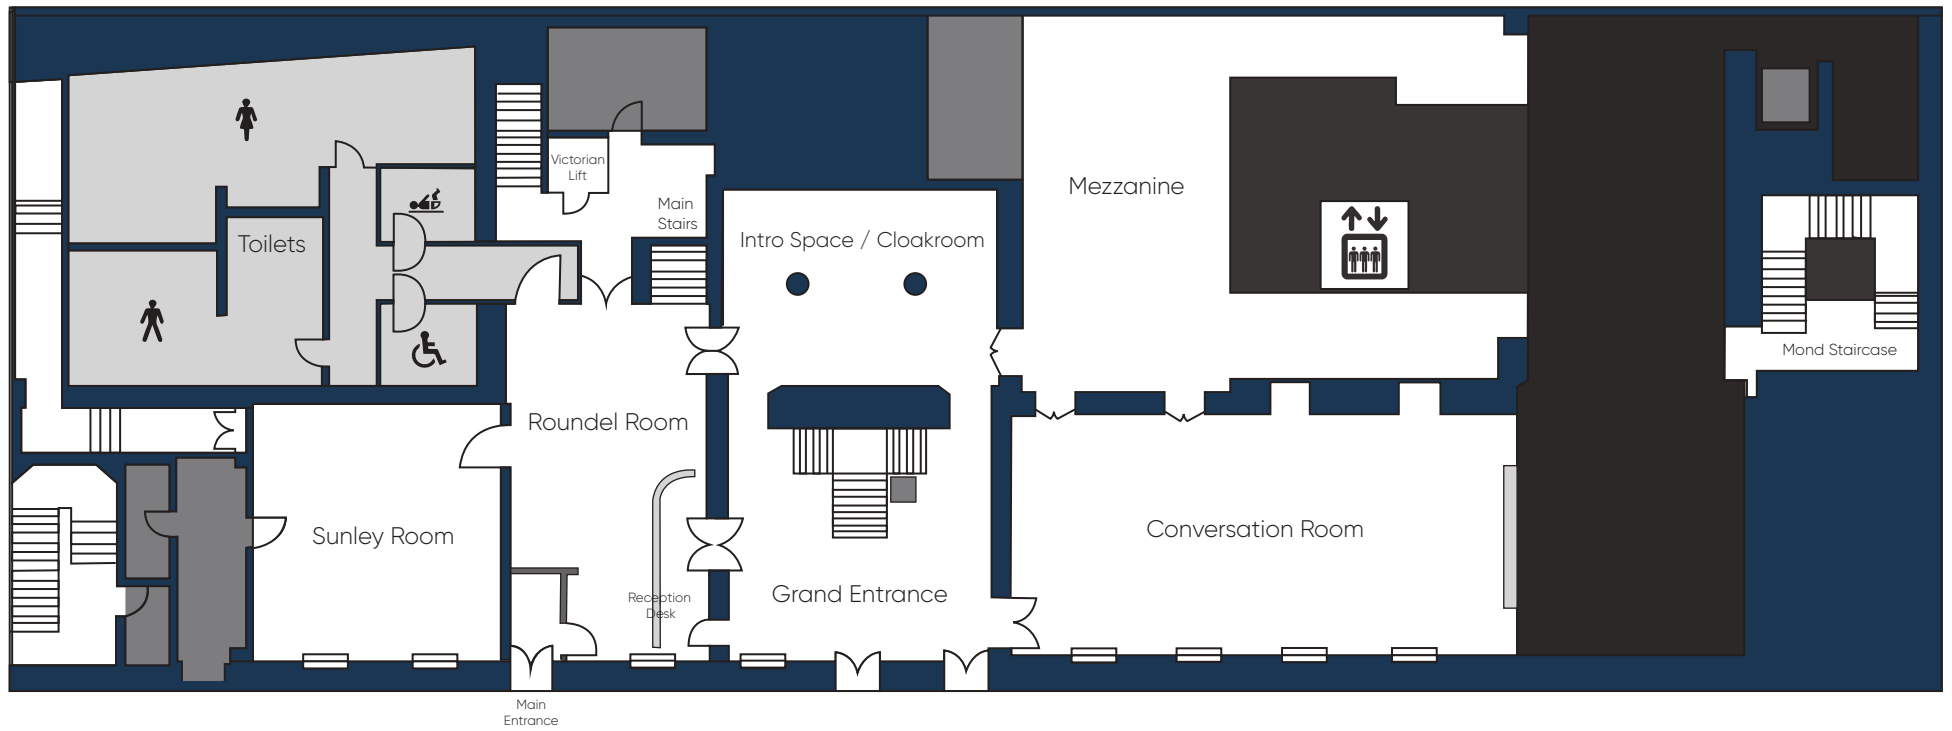 Victorian
Lift
Main
Stairs
Mezzanine
Toilets
Intro Space / Cloakroom
Mond Staircase
Roundel Room
Sunley Room
Conversation Room
Reception
Desk
Grand Entrance
Main
Entrance